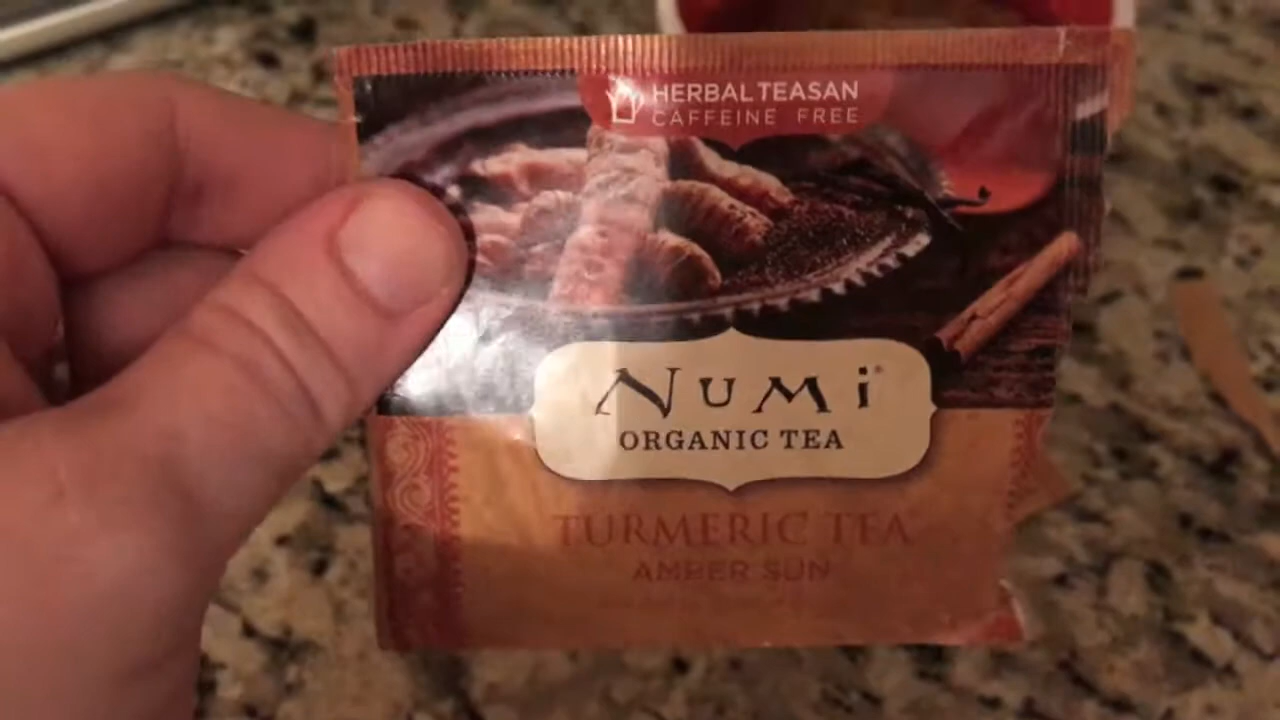 HERBAL TEASAN
CAFFEINE FREE
NUMi®
ORGANIC TEA
TURMERIC TEA
AMBER SUN